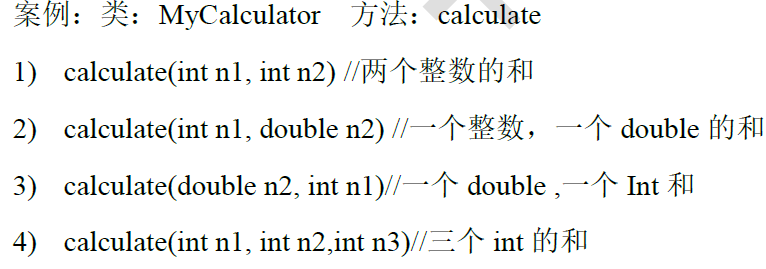 案例：类：MyCalculator 方法：calculate
1) calculate(int n1, int n2) //两个整数的和
2) calculate(int n1, double n2) //一个整数，一个 double 的和
3) calculate(double n2, int n1)//一个 double ,一个 Int 和
4) calculate(int n1, int n2,int n3)//三个 int 的和